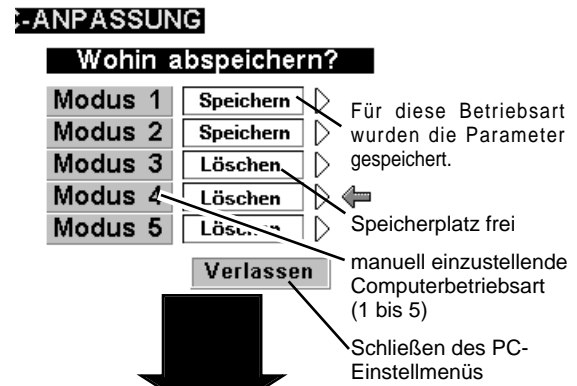 C-ANPASSUNG
Wohin abspeichern?
Modus 1 Speichern
Modus 2 Speichern
Modus 3 Löschen
Modus 4 Löschen
Modus 5
Verlassen
Für diese Betriebsart
wurden die Parameter
gespeichert.
Speicherplatz frei
manuell einzustellende
Computerbetriebsart
(1 bis 5)
Schließen des PC-
Einstellmenüs